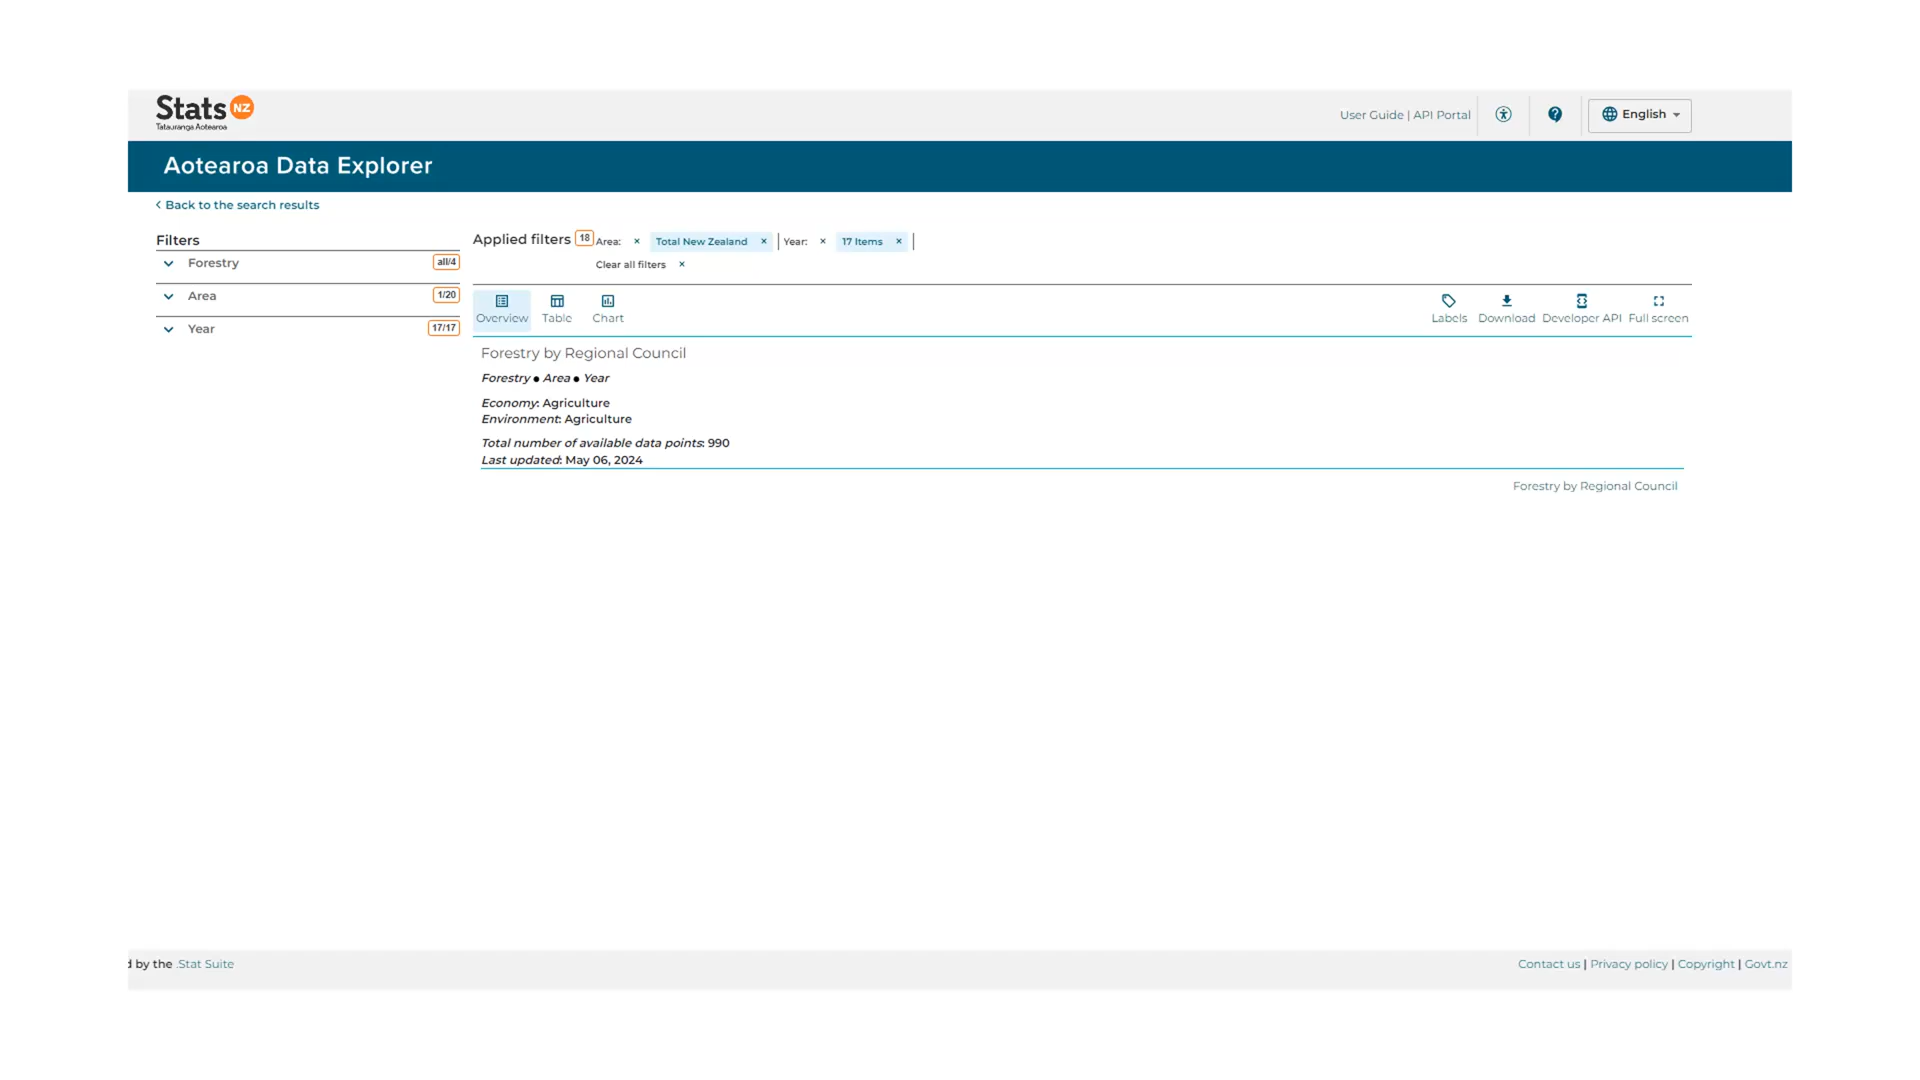 Stats NZ
Tatauranga Aotearoa
User Guide | API Portal
English
Aotearoa Data Explorer
Back to the search results
Filters
Forestry all/4
Area 1/20
Year 17/17
Applied filters 18 Area: × Total New Zealand × | Year: × 17 Items × |
Clear all filters ×
Overview Table Chart
Labels Download Developer API Full screen
Forestry by Regional Council
Forestry ● Area ● Year
Economy: Agriculture
Environment: Agriculture
Total number of available data points: 990
Last updated: May 06, 2024
Forestry by Regional Council
by the .Stat Suite
Contact us | Privacy policy | Copyright | Govt.nz